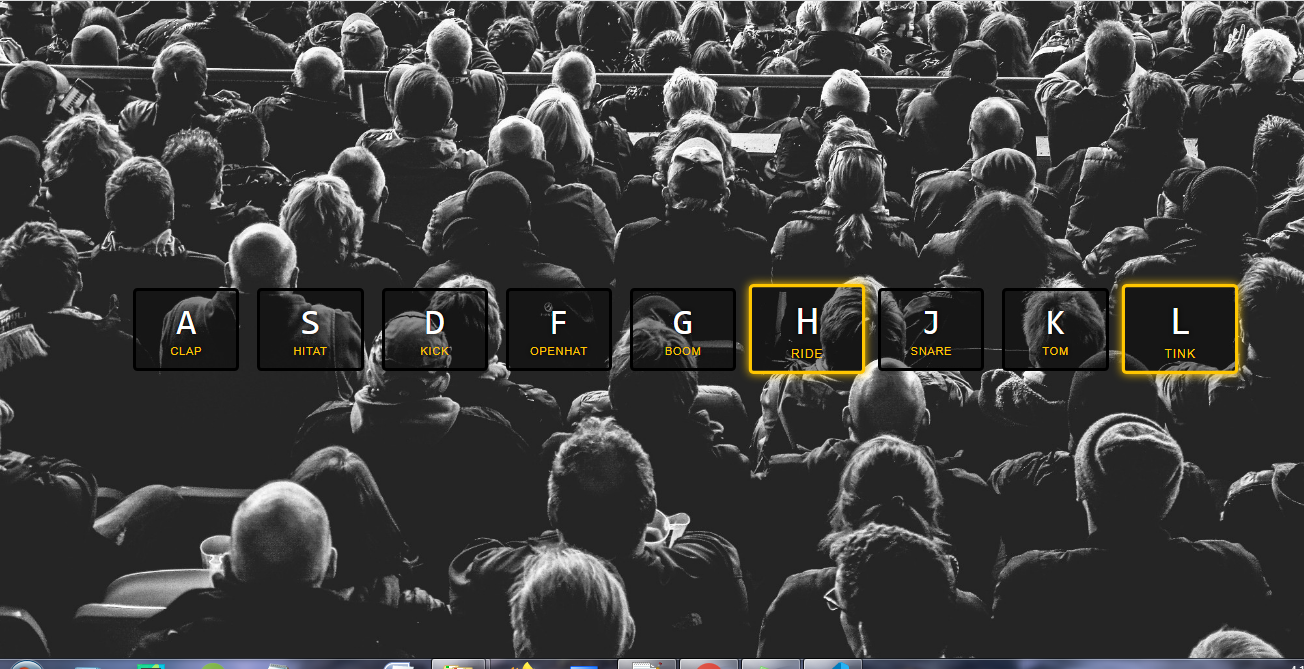 A S D F G H J K L
CLAP HITAT KICK OPENHAT BOOM RIDE SNARE TOM TINK